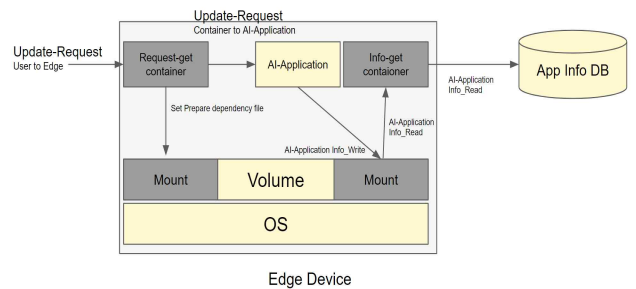 Update-Request
Container to AI-Application
Update-Request
User to Edge
Request-get
container
AI-Application
Info-get
contaioner
App Info DB
AI-Application
Info_Read
Set Prepare dependency file
AI-Application
Info_Read
AI-Application Info_Write
Mount
Volume
Mount
OS
Edge Device